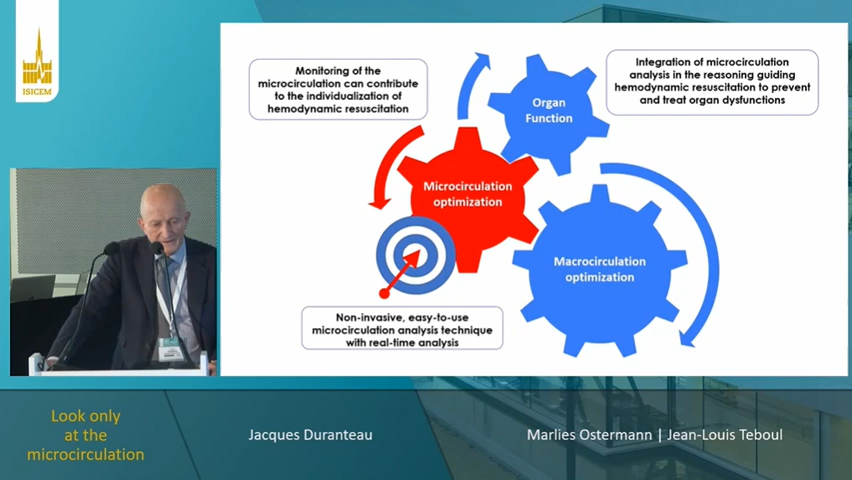 ISICEM
Monitoring of the
microcirculation can contribute
to the individualization of
hemodynamic resuscitation
Integration of microcirculation
analysis in the reasoning guiding
hemodynamic resuscitation to prevent
and treat organ dysfunctions
Organ
Function
Microcirculation
optimization
Macrocirculation
optimization
Non-invasive, easy-to-use
microcirculation analysis technique
with real-time analysis
Look only
at the
microcirculation
Jacques Duranteau
Marlies Ostermann | Jean-Louis Teboul